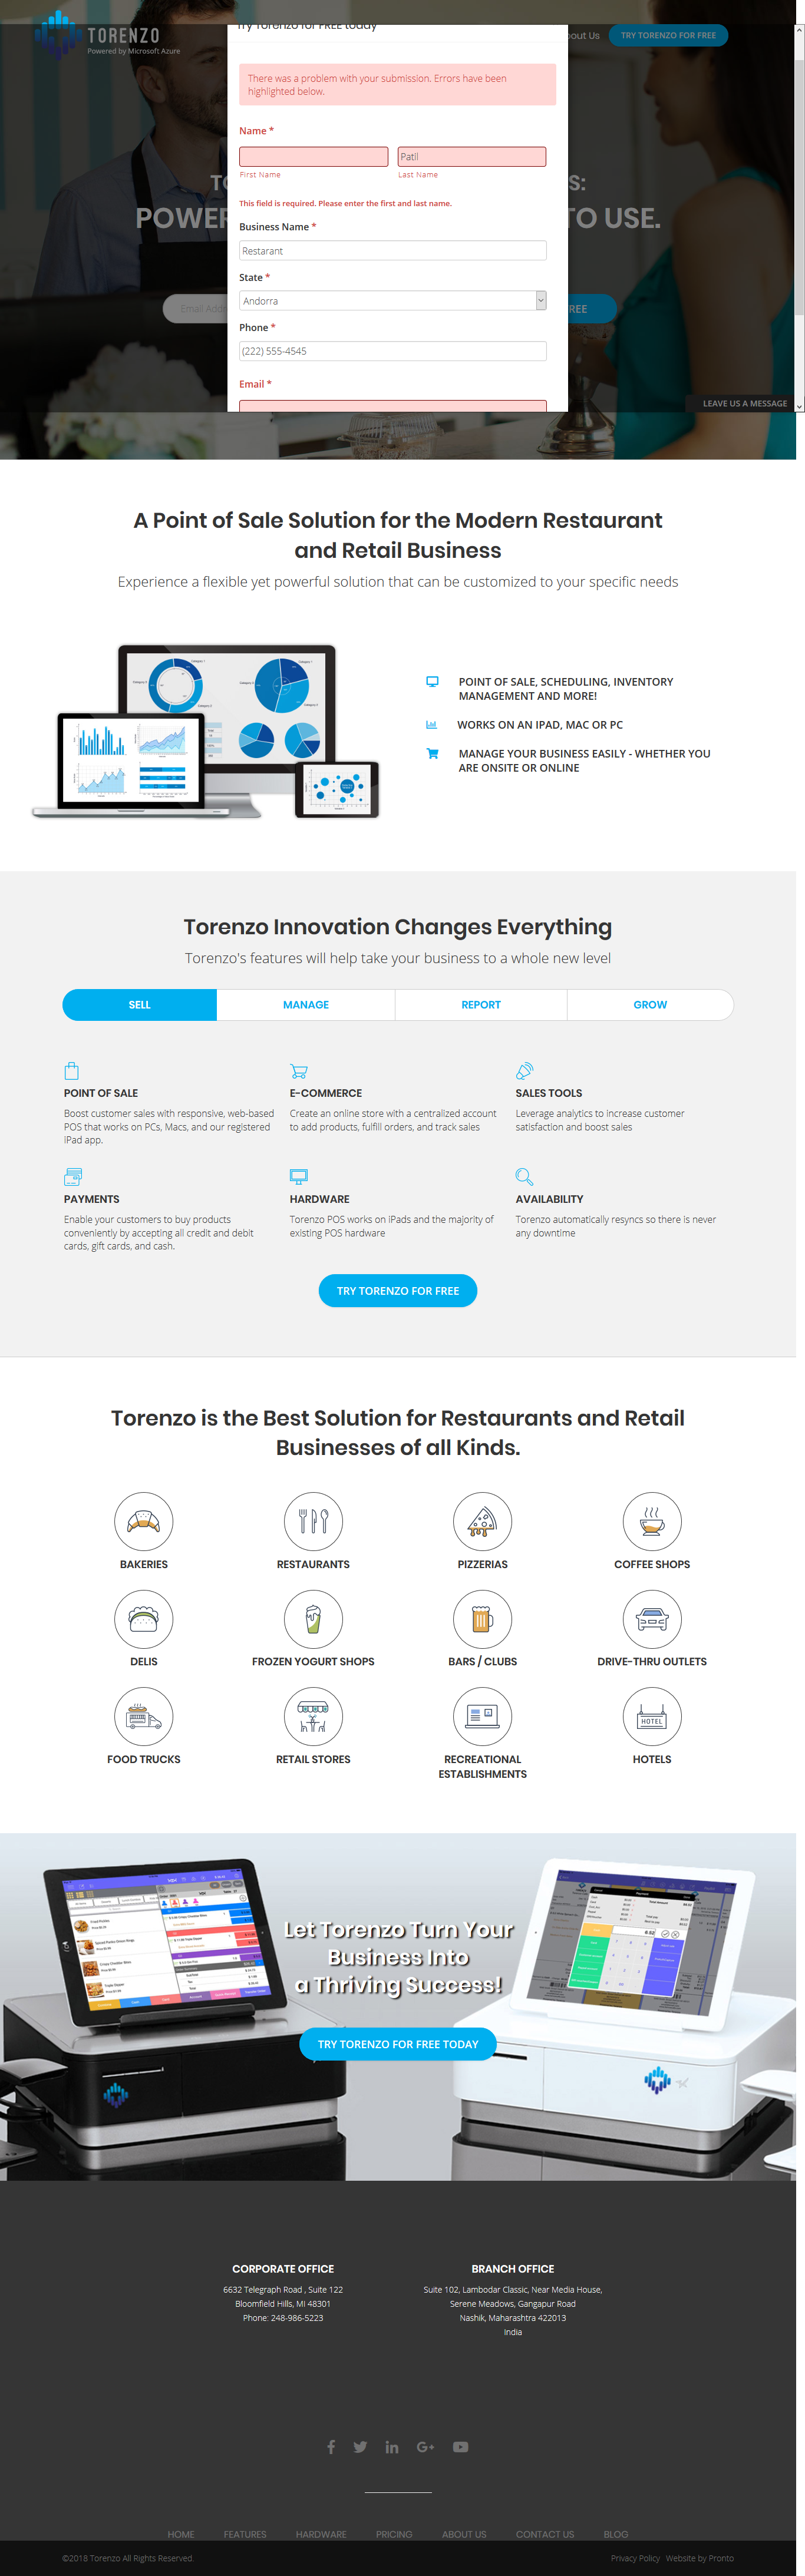 TORENZO
Powered by Microsoft Azure
out Us
TRY TORENZO FOR FREE
Try Torenzo for FREE today
There was a problem with your submission. Errors have been
highlighted below.
Name *
Patil
First Name
Last Name
This field is required. Please enter the first and last name.
Business Name *
Restarant
State *
Andorra
Phone *
(222) 555-4545
Email *
S:
POWER
TO USE.
Email Addr
REE
LEAVE US A MESSAGE
A Point of Sale Solution for the Modern Restaurant
and Retail Business
Experience a flexible yet powerful solution that can be customized to your specific needs
POINT OF SALE, SCHEDULING, INVENTORY
MANAGEMENT AND MORE!
WORKS ON AN IPAD, MAC OR PC
MANAGE YOUR BUSINESS EASILY - WHETHER YOU
ARE ONSITE OR ONLINE
Torenzo Innovation Changes Everything
Torenzo's features will help take your business to a whole new level
SELL
MANAGE
REPORT
GROW
POINT OF SALE
Boost customer sales with responsive, web-based
POS that works on PCs, Macs, and our registered
iPad app.
E-COMMERCE
Create an online store with a centralized account
to add products, fulfill orders, and track sales
SALES TOOLS
Leverage analytics to increase customer
satisfaction and boost sales
PAYMENTS
Enable your customers to buy products
conveniently by accepting all credit and debit
cards, gift cards, and cash.
HARDWARE
Torenzo POS works on iPads and the majority of
existing POS hardware
AVAILABILITY
Torenzo automatically resyncs so there is never
any downtime
TRY TORENZO FOR FREE
Torenzo is the Best Solution for Restaurants and Retail
Businesses of all Kinds.
BAKERIES
RESTAURANTS
PIZZERIAS
COFFEE SHOPS
DELIS
FROZEN YOGURT SHOPS
BARS / CLUBS
DRIVE-THRU OUTLETS
HOTEL
FOOD TRUCKS
RETAIL STORES
RECREATIONAL
ESTABLISHMENTS
HOTELS
Let Torenzo Turn Your
Business Into
a Thriving Success!
TRY TORENZO FOR FREE TODAY
CORPORATE OFFICE
6632 Telegraph Road , Suite 122
Bloomfield Hills, MI 48301
Phone: 248-986-5223
BRANCH OFFICE
Suite 102, Lambodar Classic, Near Media House,
Serene Meadows, Gangapur Road
Nashik, Maharashtra 422013
India
HOME
FEATURES
HARDWARE
PRICING
ABOUT US
CONTACT US
BLOG
©2018 Torenzo All Rights Reserved.
Privacy Policy
Website by Pronto